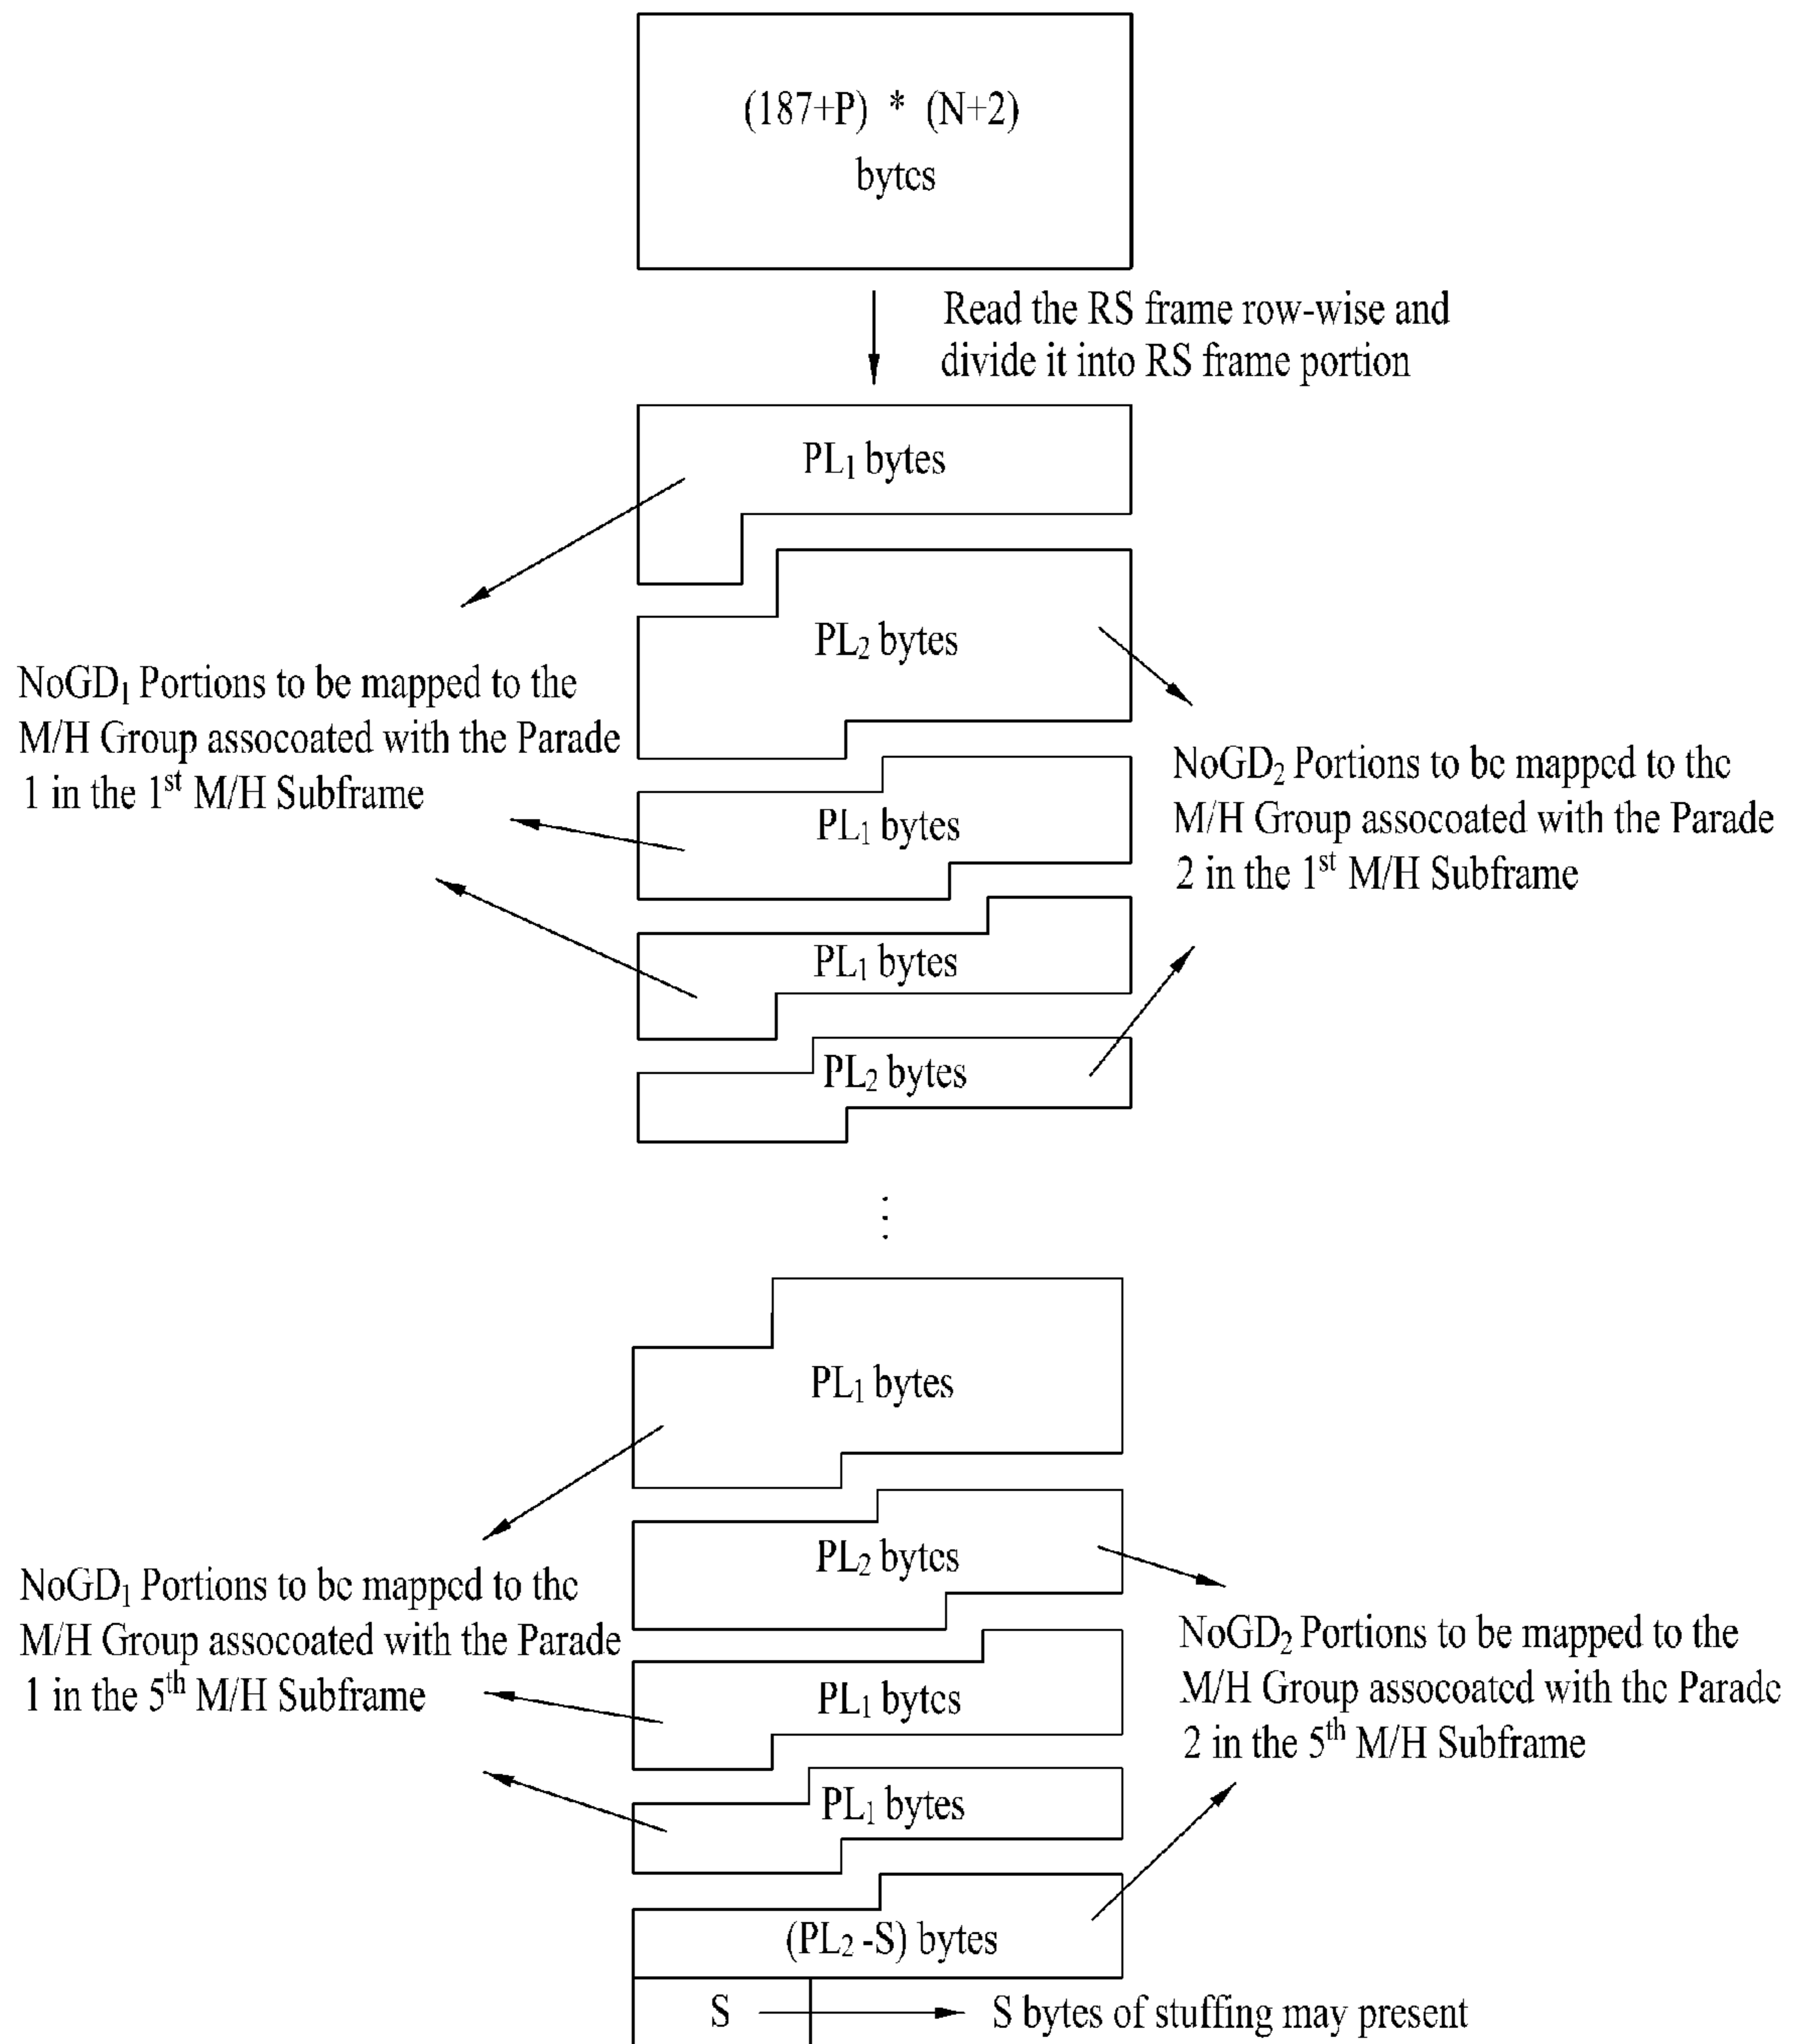 (187+P) * (N+2)
bytes
Read the RS frame row-wise and
divide it into RS frame portion
PL₁ bytes
PL₂ bytes
NoGD₁ Portions to be mapped to the
M/H Group assocoated with the Parade
1 in the 1ˢᵗ M/H Subframe
PL₁ bytes
NoGD₂ Portions to be mapped to the
M/H Group assocoated with the Parade
2 in the 1ˢᵗ M/H Subframe
PL₁ bytes
PL₂ bytes
⋮
PL₁ bytes
PL₂ bytes
NoGD₁ Portions to be mapped to the
M/H Group assocoated with the Parade
1 in the 5ᵗʰ M/H Subframe
PL₁ bytes
NoGD₂ Portions to be mapped to the
M/H Group assocoated with the Parade
2 in the 5ᵗʰ M/H Subframe
PL₁ bytes
(PL₂ -S) bytes
S
S bytes of stuffing may present